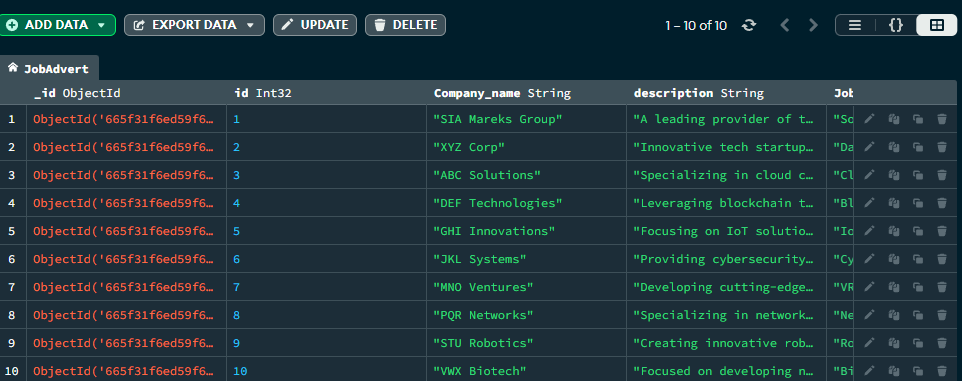 ADD DATA EXPORT DATA UPDATE DELETE 1 – 10 of 10 {}
JobAdvert
_id ObjectId id Int32 Company_name String description String Job
1 ObjectId('665f31f6ed59f6… 1 "SIA Mareks Group" "A leading provider of t… "So
2 ObjectId('665f31f6ed59f6… 2 "XYZ Corp" "Innovative tech startup… "Da
3 ObjectId('665f31f6ed59f6… 3 "ABC Solutions" "Specializing in cloud c… "Cl
4 ObjectId('665f31f6ed59f6… 4 "DEF Technologies" "Leveraging blockchain t… "Bl
5 ObjectId('665f31f6ed59f6… 5 "GHI Innovations" "Focusing on IoT solutio… "Io
6 ObjectId('665f31f6ed59f6… 6 "JKL Systems" "Providing cybersecurity… "Cy
7 ObjectId('665f31f6ed59f6… 7 "MNO Ventures" "Developing cutting-edge… "VR
8 ObjectId('665f31f6ed59f6… 8 "PQR Networks" "Specializing in network… "Ne
9 ObjectId('665f31f6ed59f6… 9 "STU Robotics" "Creating innovative rob… "Ro
10 ObjectId('665f31f6ed59f6… 10 "VWX Biotech" "Focused on developing n… "Bi